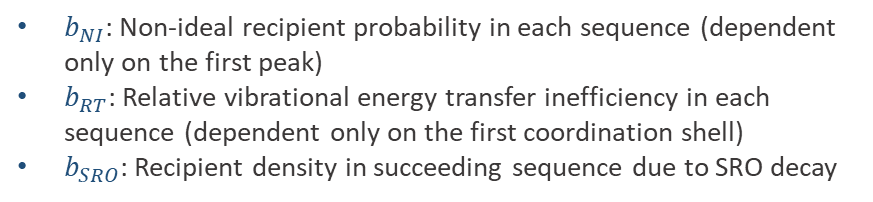 • b_NI: Non-ideal recipient probability in each sequence (dependent
only on the first peak)
• b_RT: Relative vibrational energy transfer inefficiency in each
sequence (dependent only on the first coordination shell)
• b_SRO: Recipient density in succeeding sequence due to SRO decay